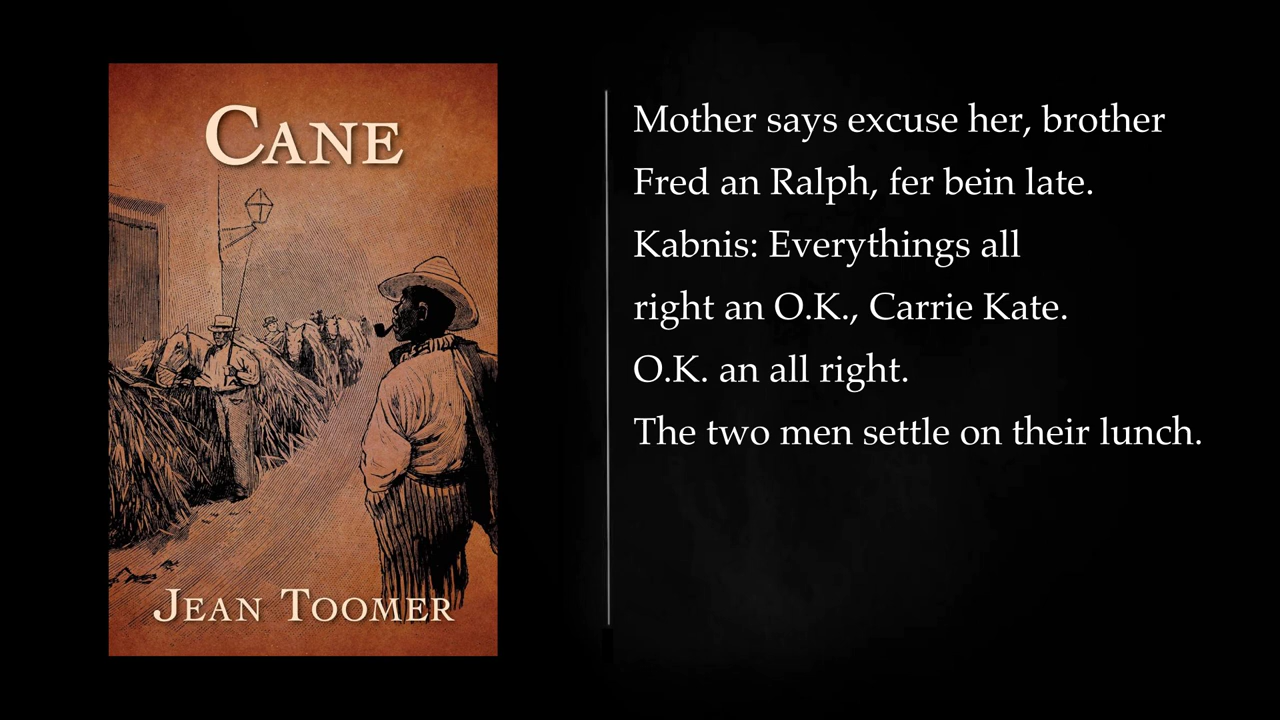 CANE
JEAN TOOMER
Mother says excuse her, brother
Fred an Ralph, fer bein late.
Kabnis: Everythings all
right an O.K., Carrie Kate.
O.K. an all right.
The two men settle on their lunch.